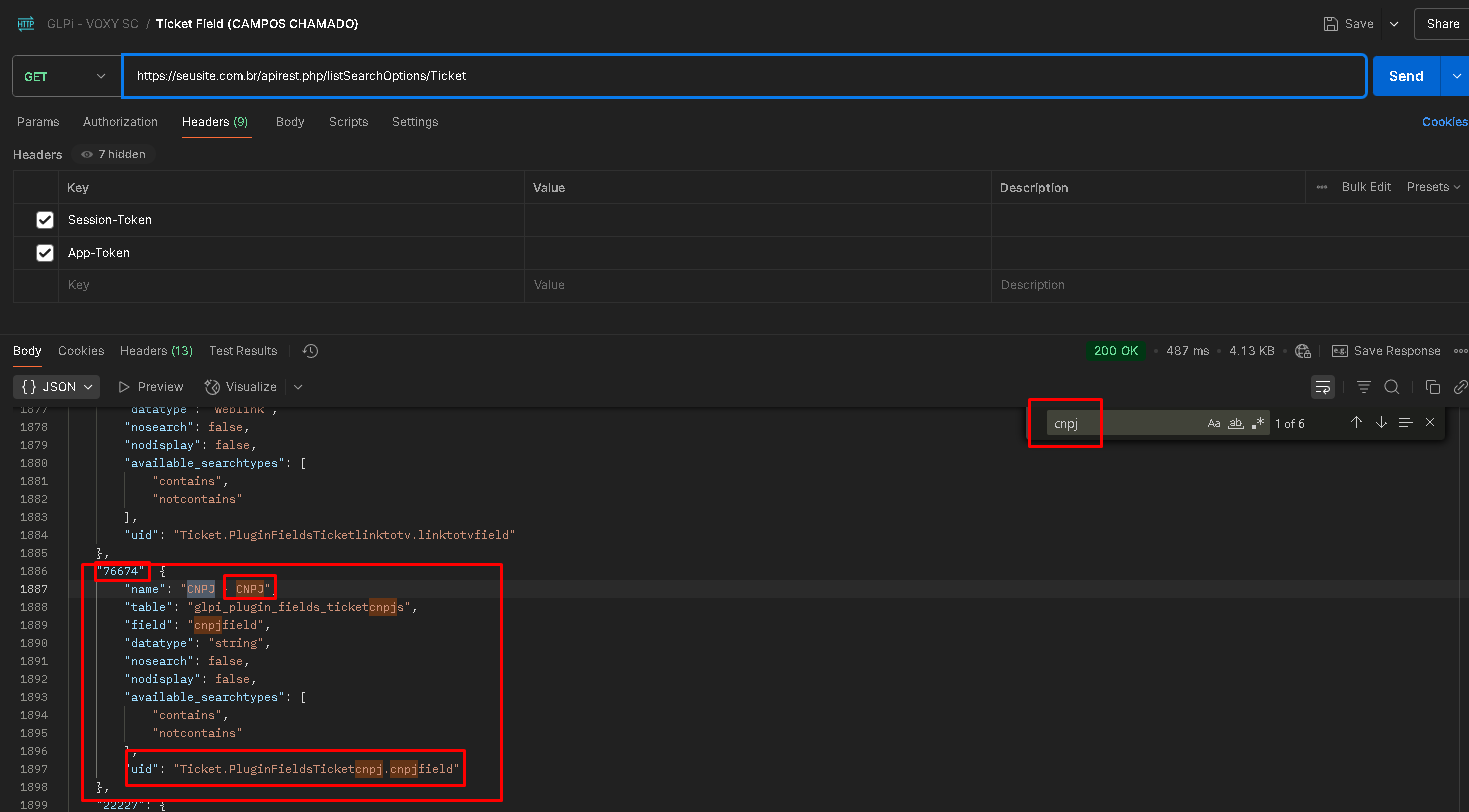 HTTP GLPi - VOXY SC / Ticket Field (CAMPOS CHAMADO) Save Share
GET https://seusite.com.br/apirest.php/listSearchOptions/Ticket Send
Params Authorization Headers (9) Body Scripts Settings Cookies
Headers 7 hidden
Key Value Description ••• Bulk Edit Presets
Session-Token
App-Token
Key Value Description
Body Cookies Headers (13) Test Results 200 OK • 487 ms • 4.13 KB • e.g. Save Response •••
{} JSON Preview Visualize
cnpj Aa ab .* 1 of 6
1877 "datatype": "weblink",
1878 "nosearch": false,
1879 "nodisplay": false,
1880 "available_searchtypes": [
1881 "contains",
1882 "notcontains"
1883 ],
1884 "uid": "Ticket.PluginFieldsTicketlinktotv.linktotvfield"
1885 },
1886 "76674": {
1887 "name": "CNPJ - CNPJ",
1888 "table": "glpi_plugin_fields_ticketcnpjs",
1889 "field": "cnpjfield",
1890 "datatype": "string",
1891 "nosearch": false,
1892 "nodisplay": false,
1893 "available_searchtypes": [
1894 "contains",
1895 "notcontains"
1896 ],
1897 "uid": "Ticket.PluginFieldsTicketcnpj.cnpjfield"
1898 },
1899 "22227": {